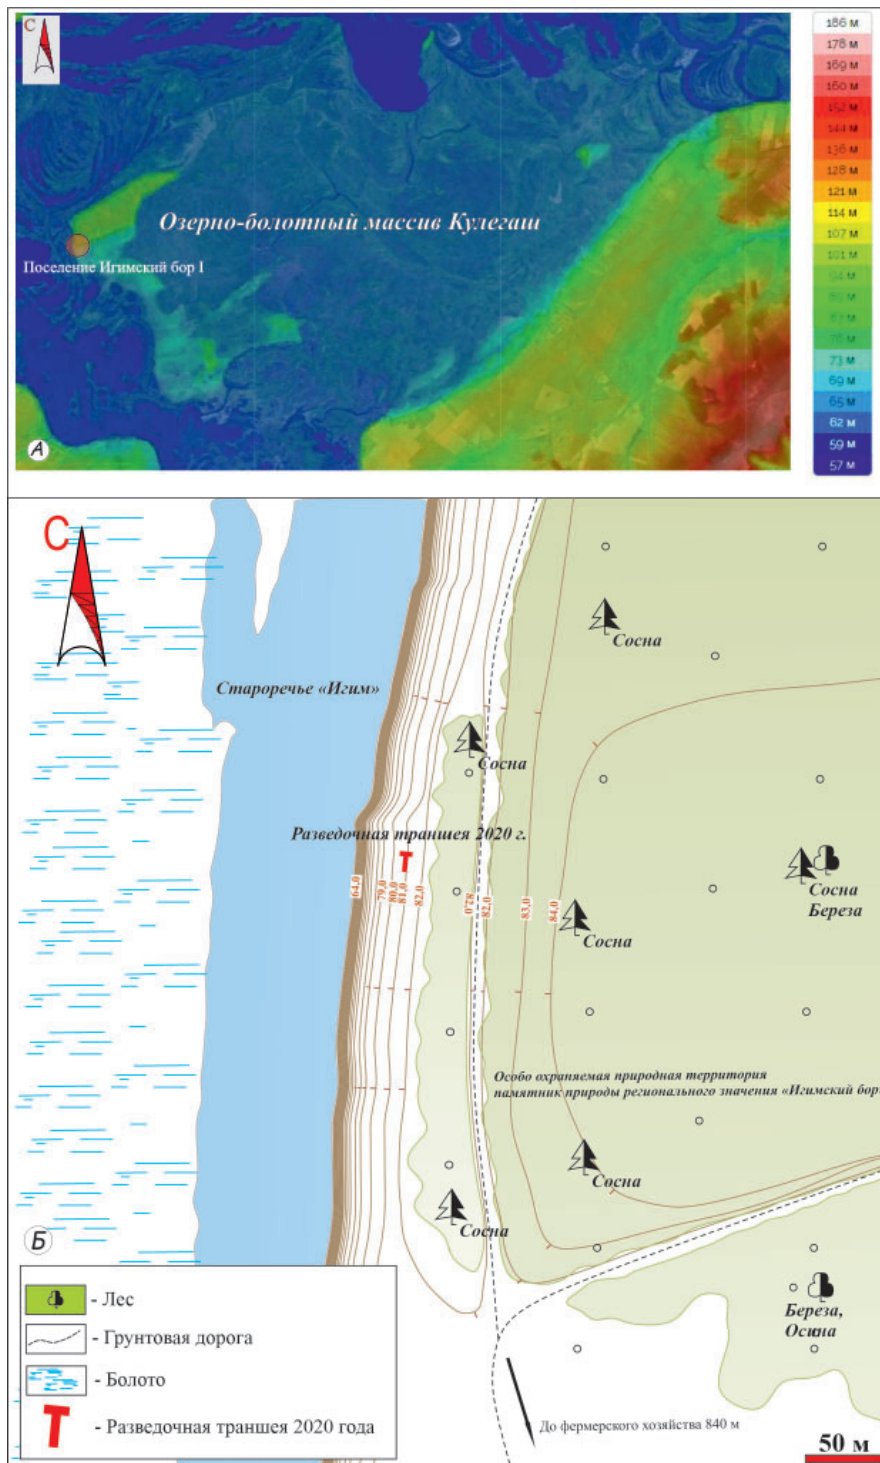 С
Озерно-болотный массив Кулегаш
Поселение Игимский бор I
А
186 м
178 м
169 м
160 м
152 м
144 м
136 м
128 м
121 м
114 м
107 м
101 м
73 м
69 м
65 м
62 м
59 м
57 м
С
Сосна
Староречье «Игим»
Сосна
Разведочная траншея 2020 г.
64,0
79,0
80,0
81,0
82,0
82,0
82,0
83,0
84,0
Сосна
Береза
Сосна
Особо охраняемая природная территория
памятник природы регионального значения «Игимский бор»
Сосна
Сосна
Б
Береза,
Осина
- Лес
- Грунтовая дорога
- Болото
- Разведочная траншея 2020 года
До фермерского хозяйства 840 м
50 м